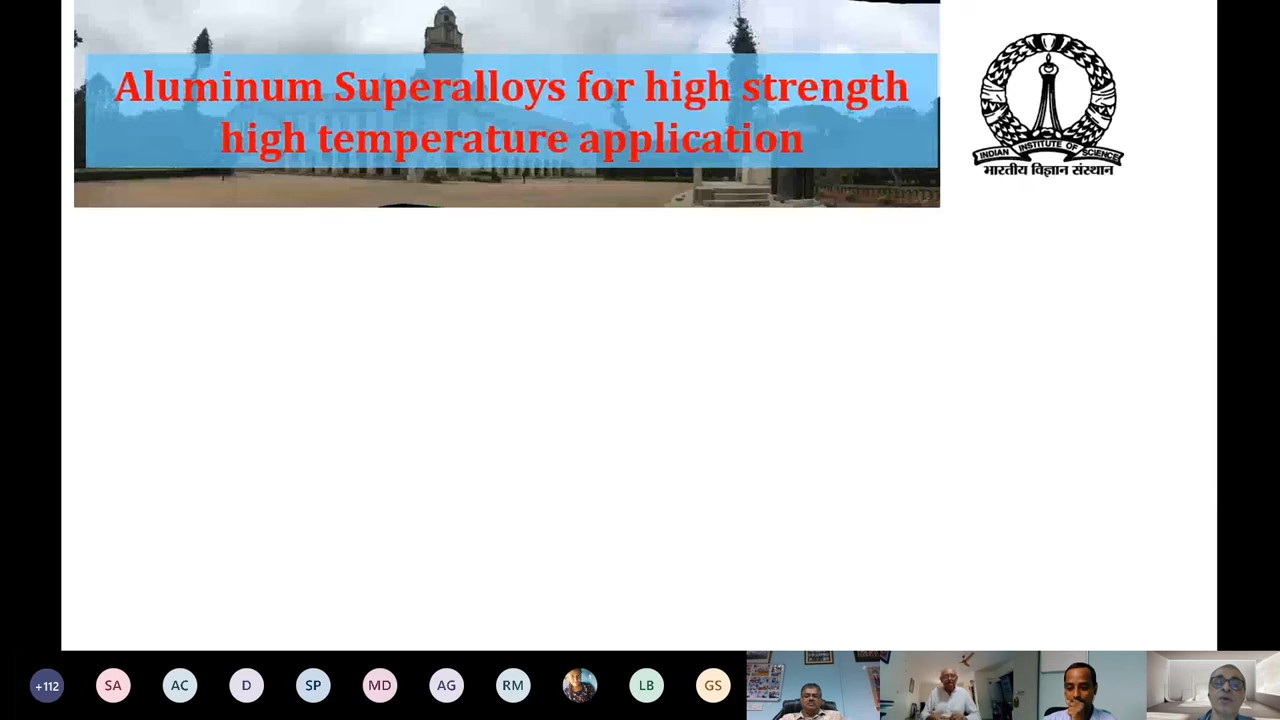 Aluminum Superalloys for high strength
high temperature application
INDIAN INSTITUTE OF SCIENCE
भारतीय विज्ञान संस्थान
+112
SA
AC
D
SP
MD
AG
RM
LB
GS